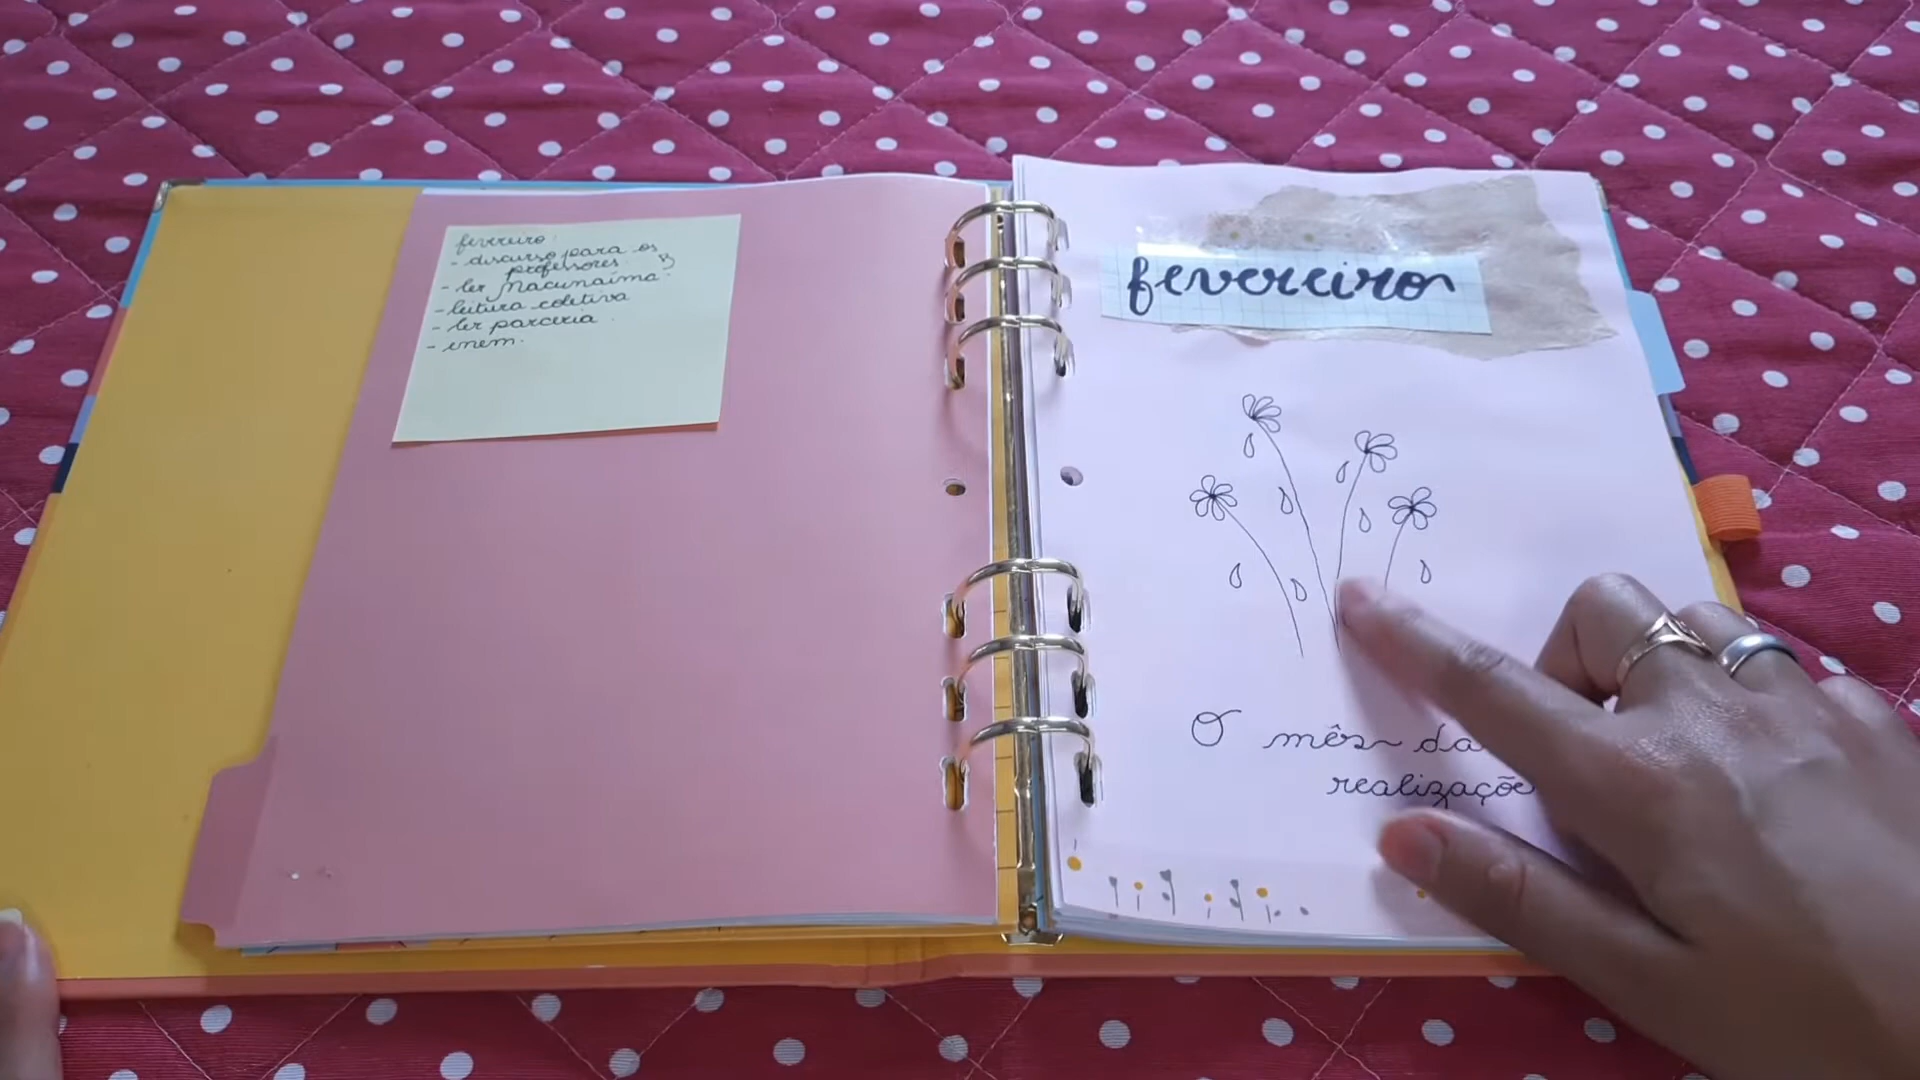 fevereiro:
- discurso para os
professores.
- ler Macunaíma.
- leitura coletiva
- ler parceria.
- enem.
fevereiro
O mês da
realizaçõe